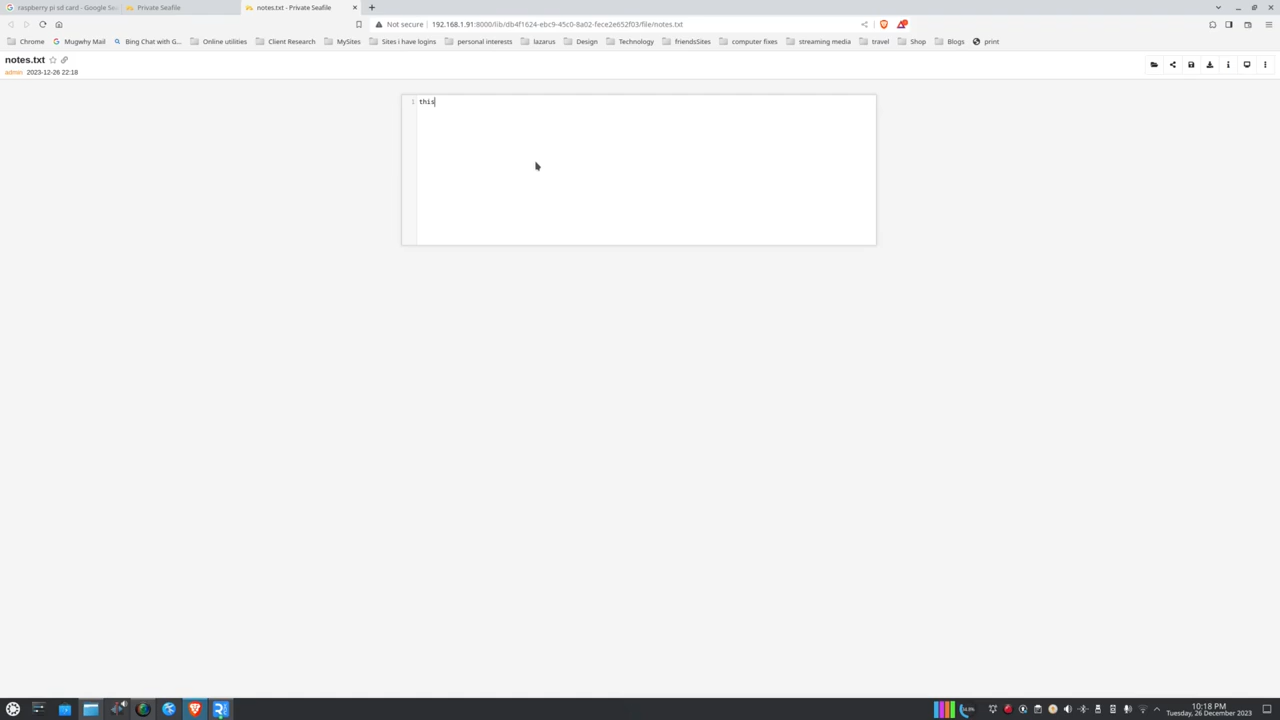 raspberry pi sd card - Google Se
Private Seafile
notes.txt - Private Seafile
Not secure
192.168.1.91:8000/lib/db4f1624-ebc9-45c0-8a02-fece2e652f03/file/notes.txt
Chrome
Mugwhy Mail
Bing Chat with G...
Online utilities
Client Research
MySites
Sites i have logins
personal interests
lazarus
Design
Technology
friendsSites
computer fixes
streaming media
travel
Shop
Blogs
print
notes.txt
admin 2023-12-26 22:18
1 this
10:18 PM
Tuesday, 26 December 2023